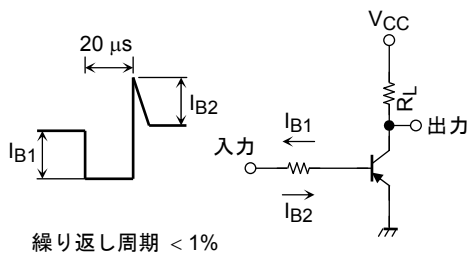 20 μs
I_B2
I_B1
繰り返し周期 < 1%
V_CC
R_L
出力
I_B1
入力
I_B2